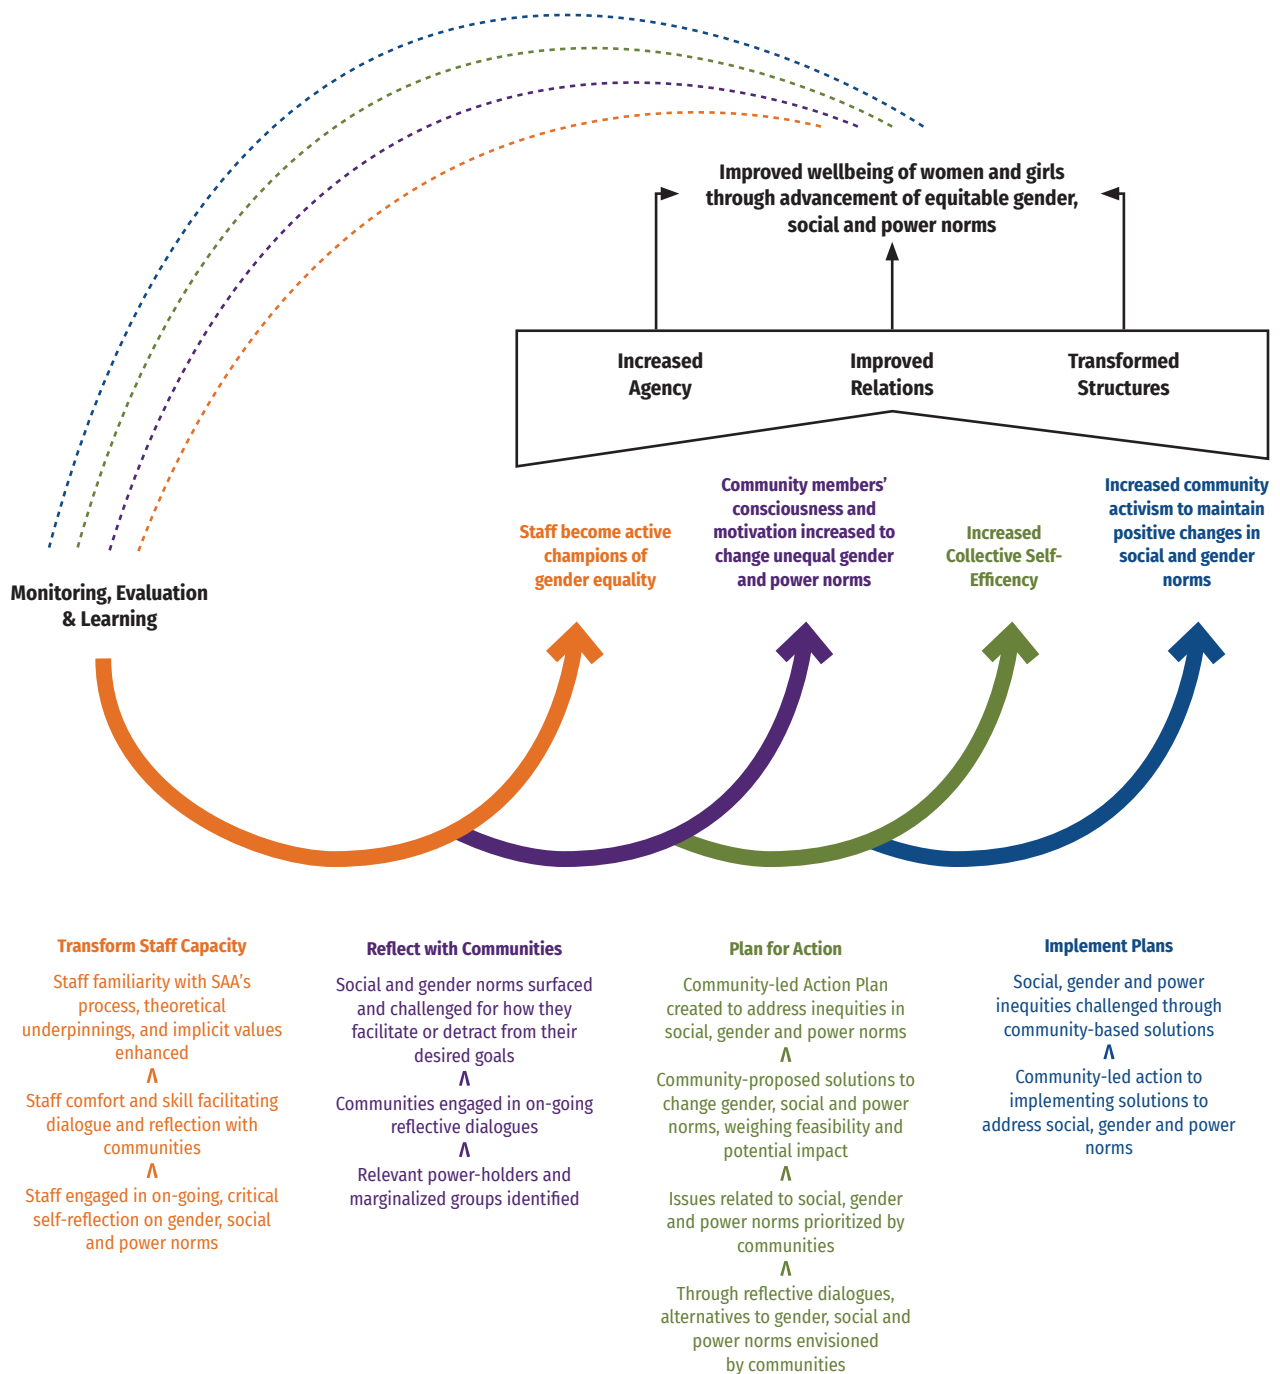 Improved wellbeing of women and girls
through advancement of equitable gender,
social and power norms
Increased
Agency
Improved
Relations
Transformed
Structures
Staff become active
champions of
gender equality
Community members’
consciousness and
motivation increased to
change unequal gender
and power norms
Increased
Collective Self-
Efficency
Increased community
activism to maintain
positive changes in
social and gender
norms
Monitoring, Evaluation
& Learning
Transform Staff Capacity
Staff familiarity with SAA’s
process, theoretical
underpinnings, and implicit values
enhanced
∧
Staff comfort and skill facilitating
dialogue and reflection with
communities
∧
Staff engaged in on-going, critical
self-reflection on gender, social
and power norms
Reflect with Communities
Social and gender norms surfaced
and challenged for how they
facilitate or detract from their
desired goals
∧
Communities engaged in on-going
reflective dialogues
∧
Relevant power-holders and
marginalized groups identified
Plan for Action
Community-led Action Plan
created to address inequities in
social, gender and power norms
∧
Community-proposed solutions to
change gender, social and power
norms, weighing feasibility and
potential impact
∧
Issues related to social, gender
and power norms prioritized by
communities
∧
Through reflective dialogues,
alternatives to gender, social and
power norms envisioned
by communities
Implement Plans
Social, gender and power
inequities challenged through
community-based solutions
∧
Community-led action to
implementing solutions to
address social, gender and power
norms